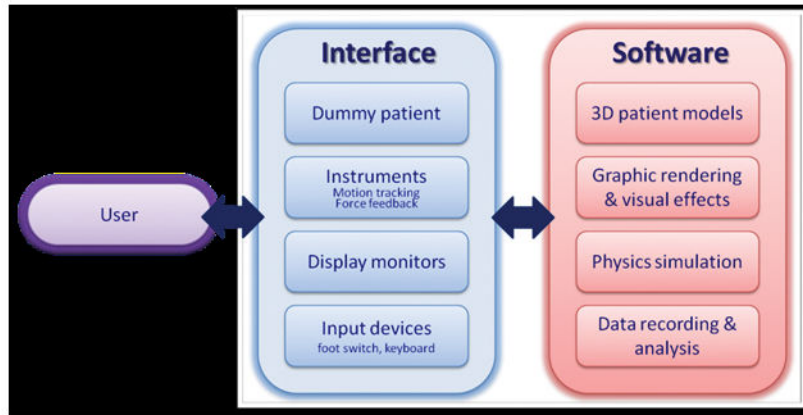 User
Interface
Dummy patient
Instruments
Motion tracking
Force feedback
Display monitors
Input devices
foot switch, keyboard
Software
3D patient models
Graphic rendering
& visual effects
Physics simulation
Data recording &
analysis